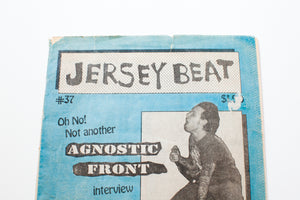 JERSEY BEAT
#37
Oh No!
Not another
AGNOSTIC
FRONT
interview